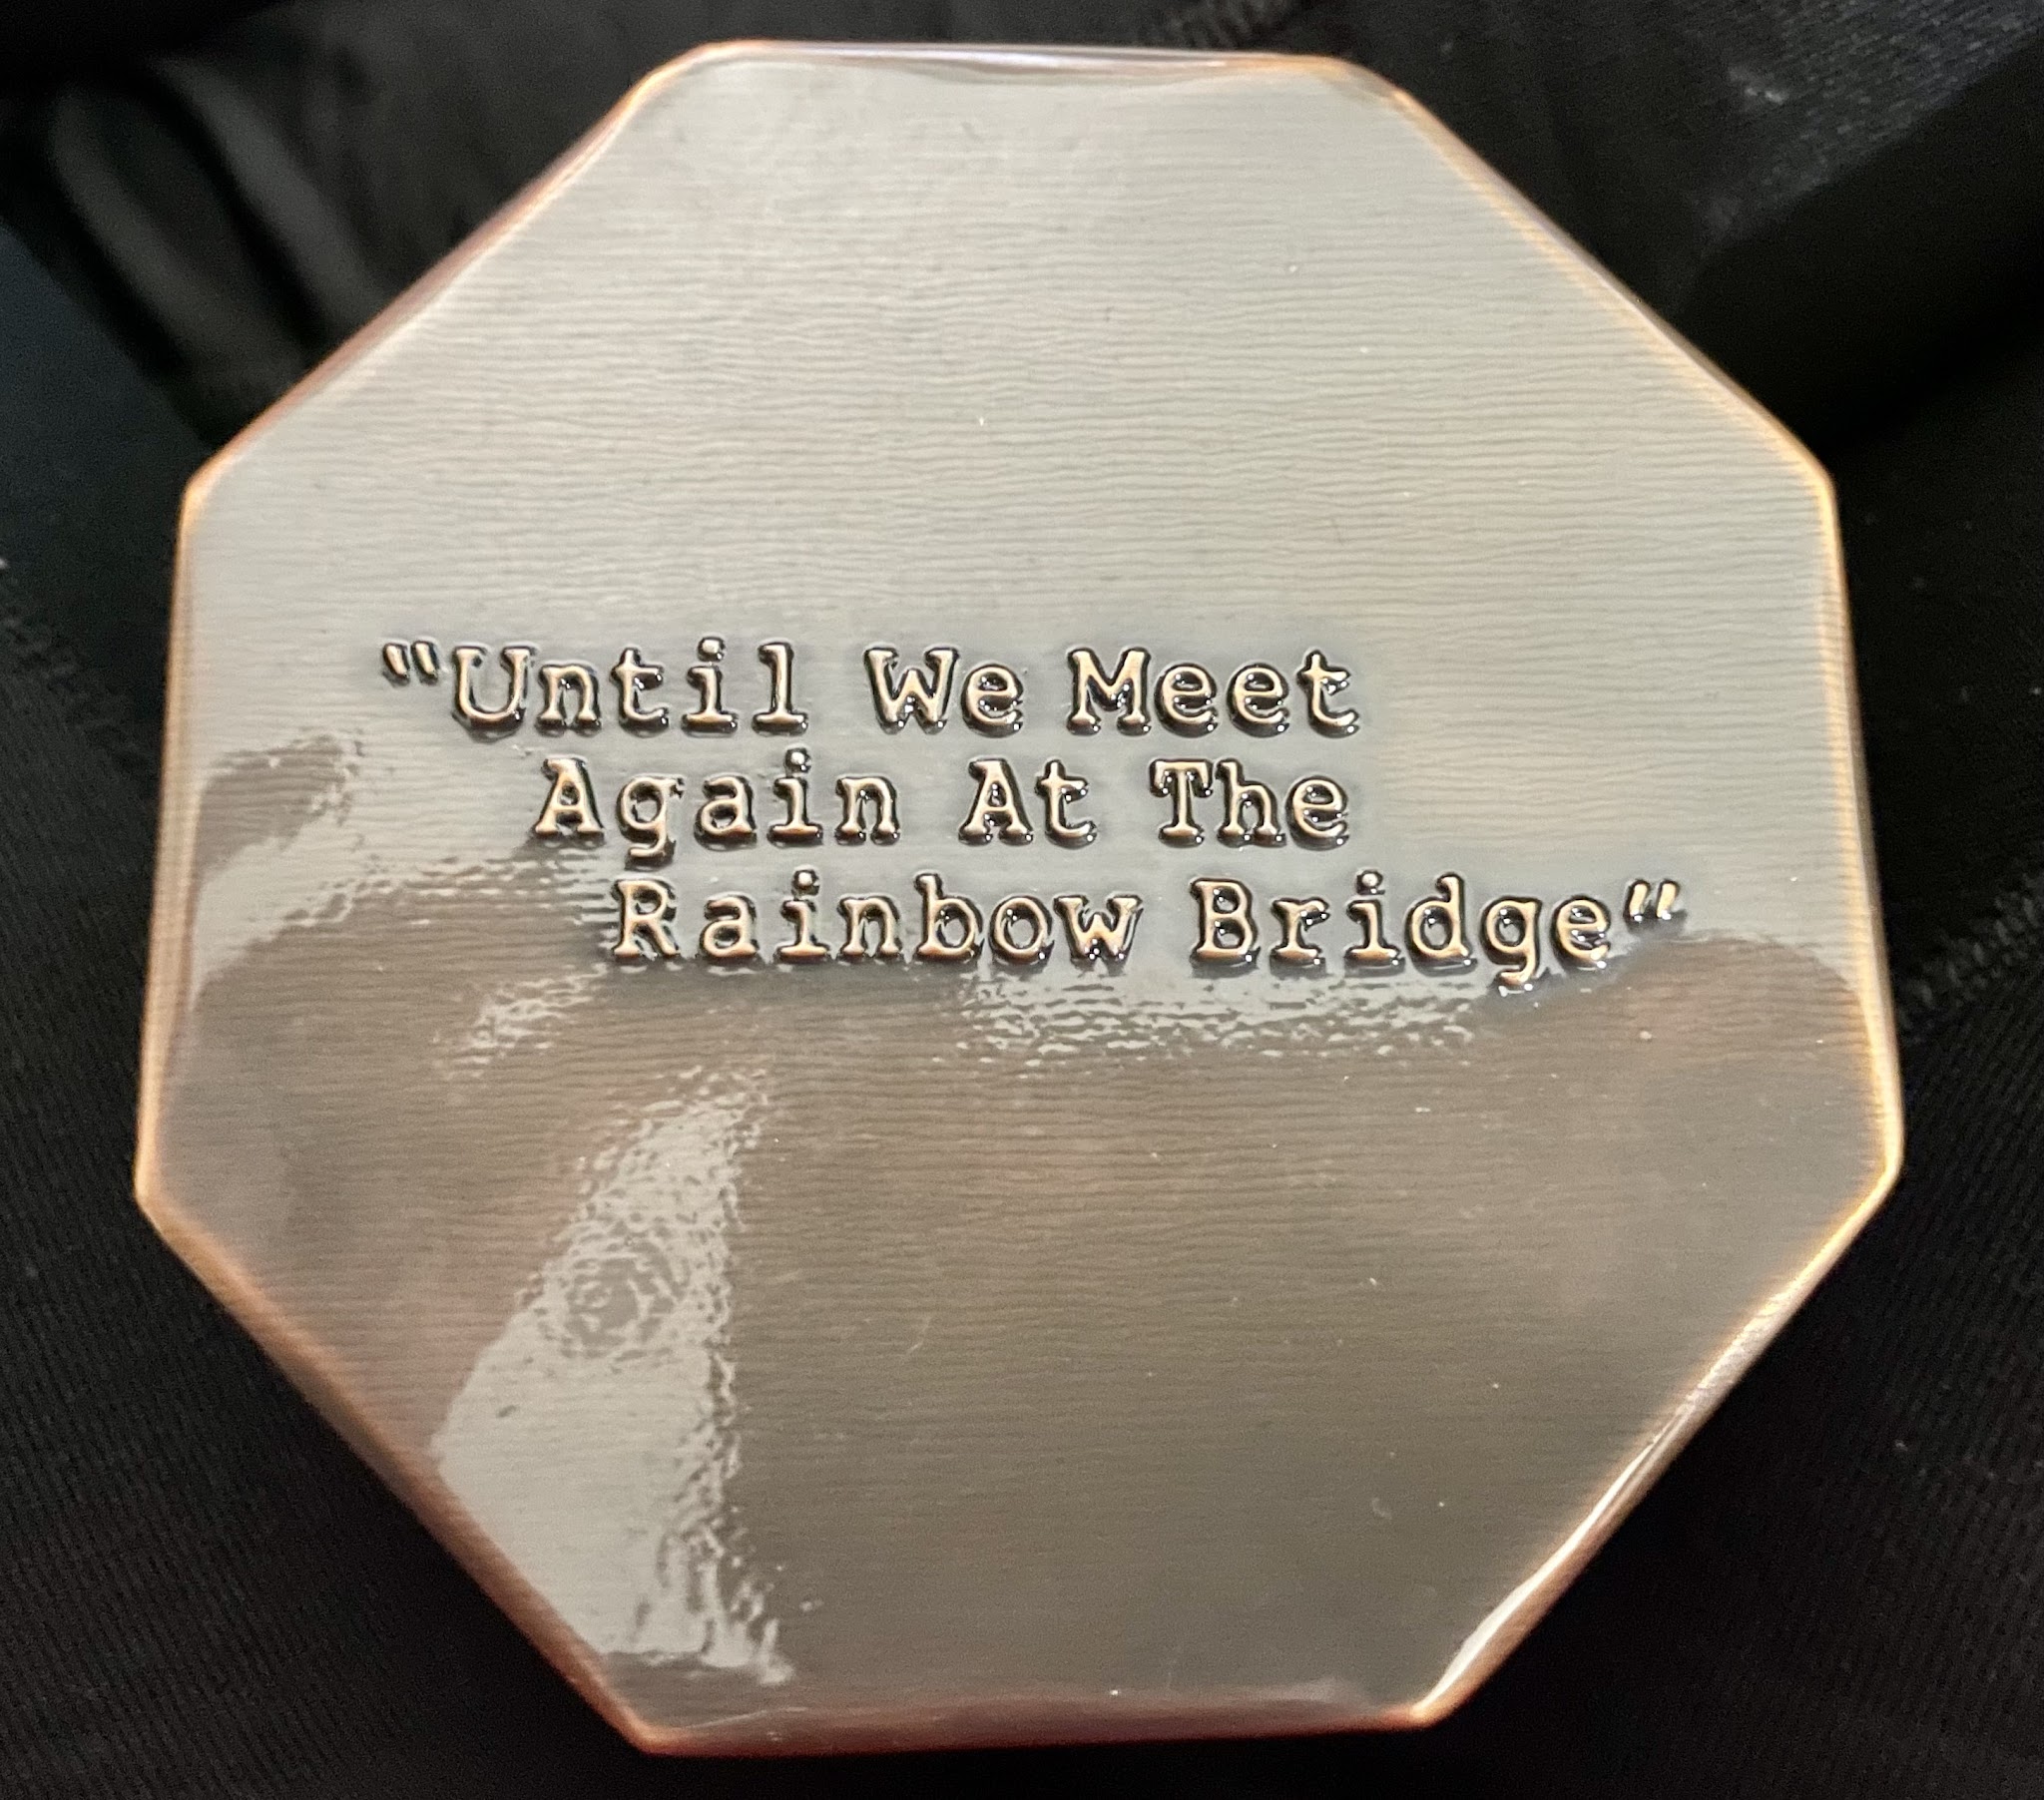 “Until We Meet
Again At The
Rainbow Bridge”